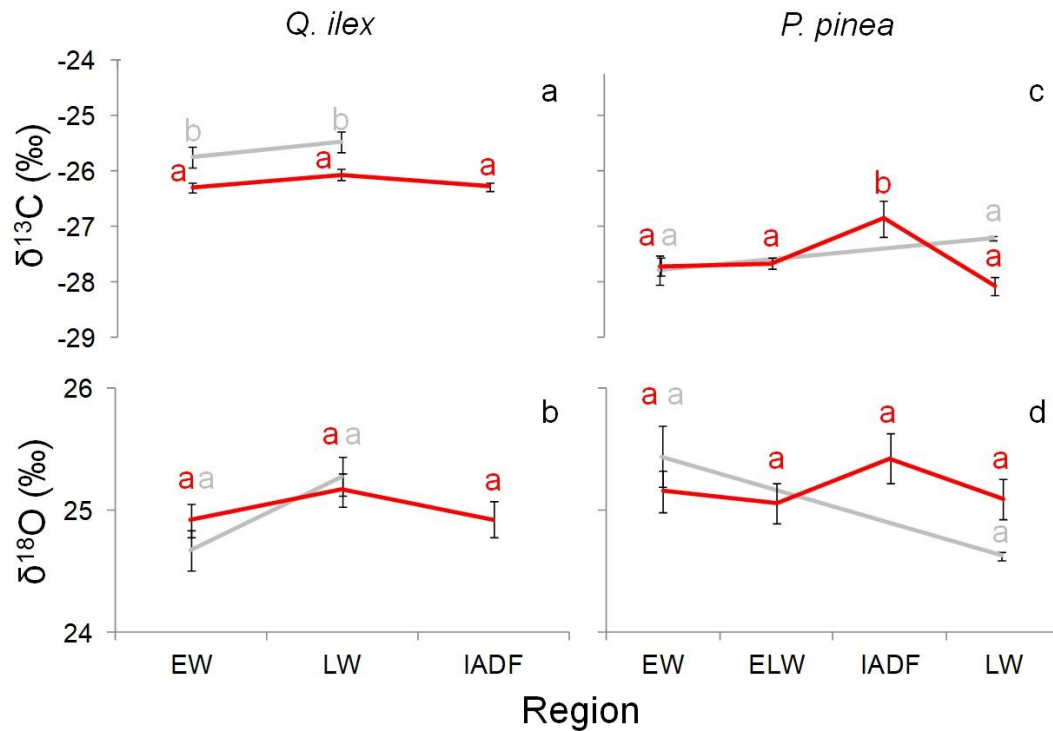 Q. ilex
P. pinea
-24
-25
-26
-27
-28
-29
δ13C (‰)
b b
a a a
a
a a a b a a
c
26
25
24
δ18O (‰)
a a a a a
b
a a a a a a
d
EW LW IADF
EW ELW IADF LW
Region